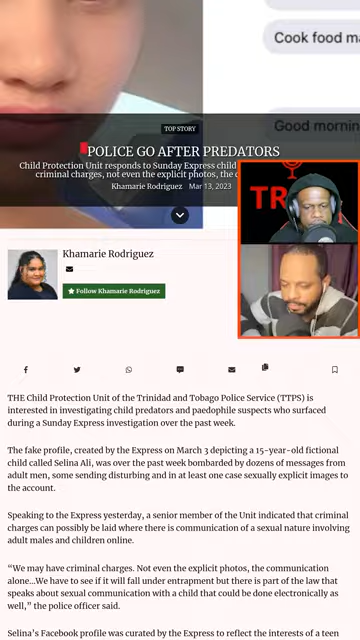 Cook food ma
Good mornin
TOP STORY
POLICE GO AFTER PREDATORS
Child Protection Unit responds to Sunday Express child
criminal charges, not even the explicit photos, the c
Khamarie Rodriguez Mar 13, 2023
TR
Khamarie Rodriguez
Follow Khamarie Rodriguez
THE Child Protection Unit of the Trinidad and Tobago Police Service (TTPS) is
interested in investigating child predators and paedophile suspects who surfaced
during a Sunday Express investigation over the past week.
The fake profile, created by the Express on March 3 depicting a 15-year-old fictional
child called Selina Ali, was over the past week bombarded by dozens of messages from
adult men, some sending disturbing and in at least one case sexually explicit images to
the account.
Speaking to the Express yesterday, a senior member of the Unit indicated that criminal
charges can possibly be laid where there is communication of a sexual nature involving
adult males and children online.
“We may have criminal charges. Not even the explicit photos, the communication
alone...We have to see if it will fall under entrapment but there is part of the law that
speaks about sexual communication with a child that could be done electronically as
well,” the police officer said.
Selina’s Facebook profile was curated by the Express to reflect the interests of a teen